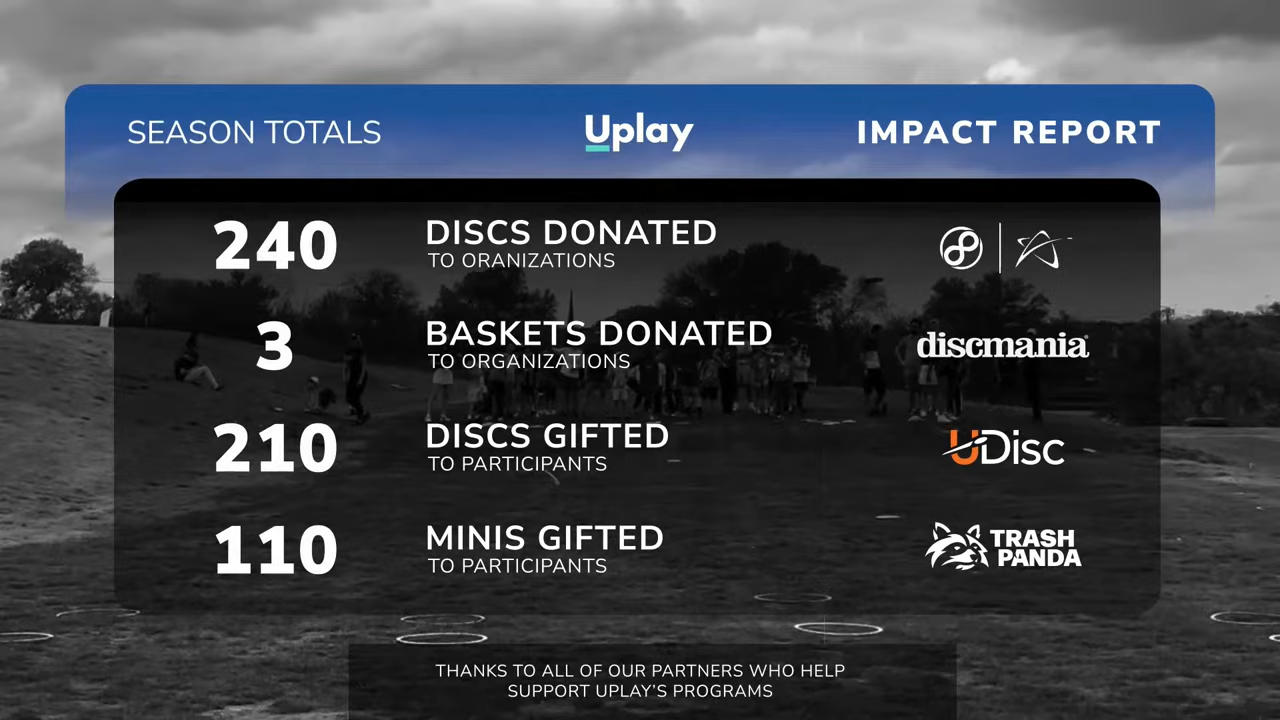 SEASON TOTALS
Uplay
IMPACT REPORT
240
DISCS DONATED
TO ORANIZATIONS
3
BASKETS DONATED
TO ORGANIZATIONS
discmania
210
DISCS GIFTED
TO PARTICIPANTS
UDisc
110
MINIS GIFTED
TO PARTICIPANTS
TRASH
PANDA
THANKS TO ALL OF OUR PARTNERS WHO HELP
SUPPORT UPLAY'S PROGRAMS